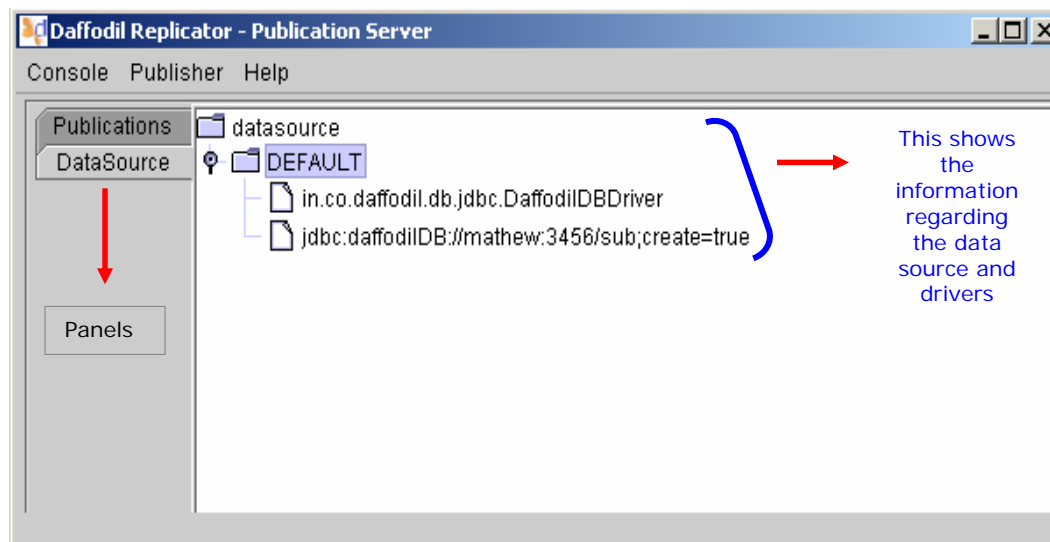 Daffodil Replicator - Publication Server
Console Publisher Help
Publications
DataSource
datasource
DEFAULT
in.co.daffodil.db.jdbc.DaffodilDBDriver
jdbc:daffodilDB://mathew:3456/sub;create=true
This shows
the
information
regarding
the data
source and
drivers
Panels